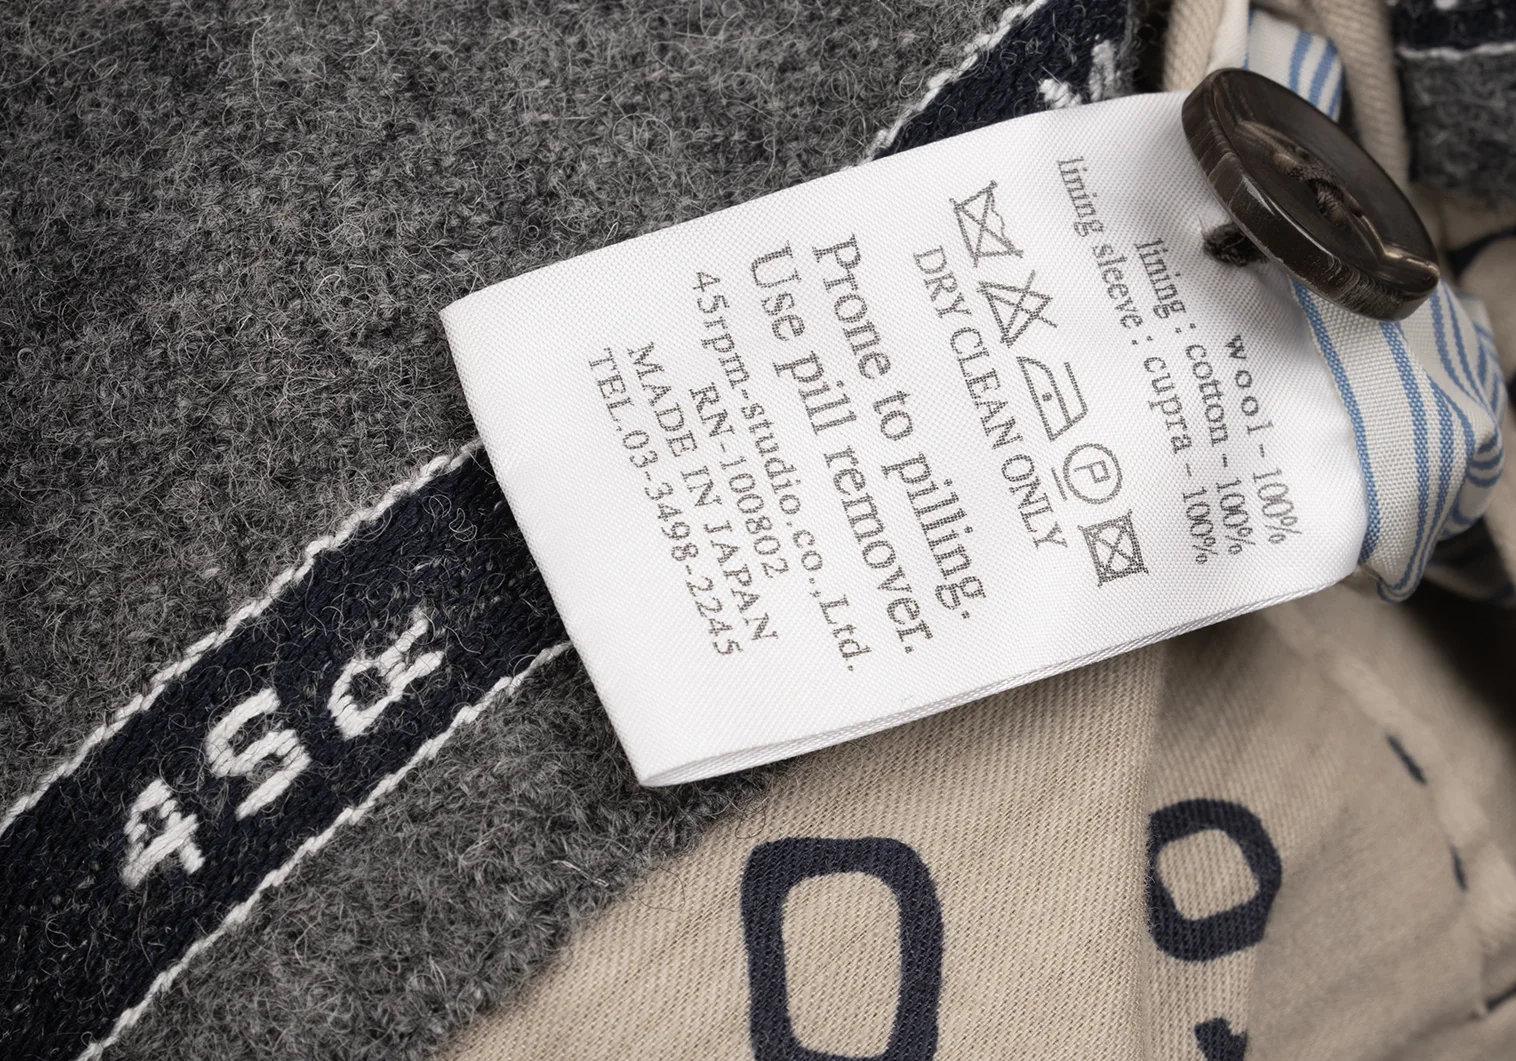 wool - 100%
lining : cotton - 100%
lining sleeve : cupra - 100%
P
DRY CLEAN ONLY
Prone to pilling.
Use pill remover.
45rpm-studio.co.,Ltd.
RN-100802
MADE IN JAPAN
TEL.03-3498-2245
45R